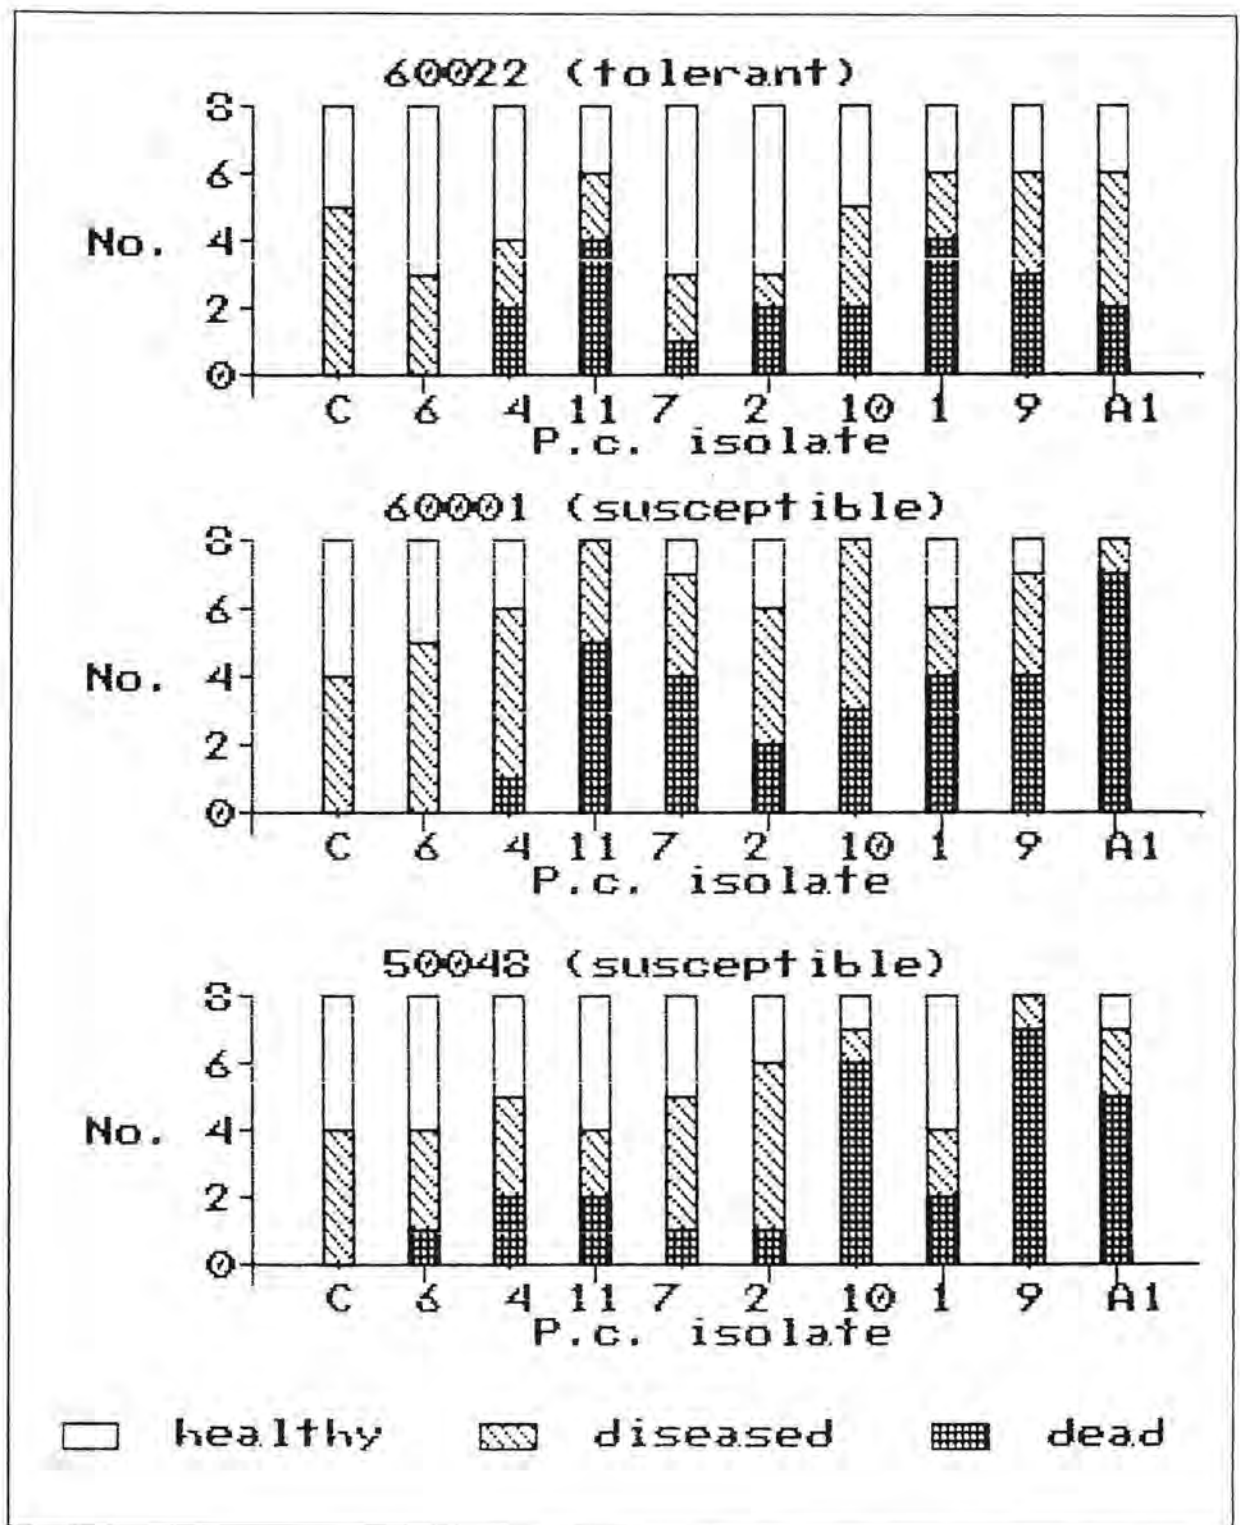 60022 (tolerant)
8
6
No. 4
2
0
C 6 4 11 7 2 10 1 9 A1
P.c. isolate
60001 (susceptible)
8
6
No. 4
2
0
C 6 4 11 7 2 10 1 9 A1
P.c. isolate
50048 (susceptible)
8
6
No. 4
2
0
C 6 4 11 7 2 10 1 9 A1
P.c. isolate
healthy diseased dead